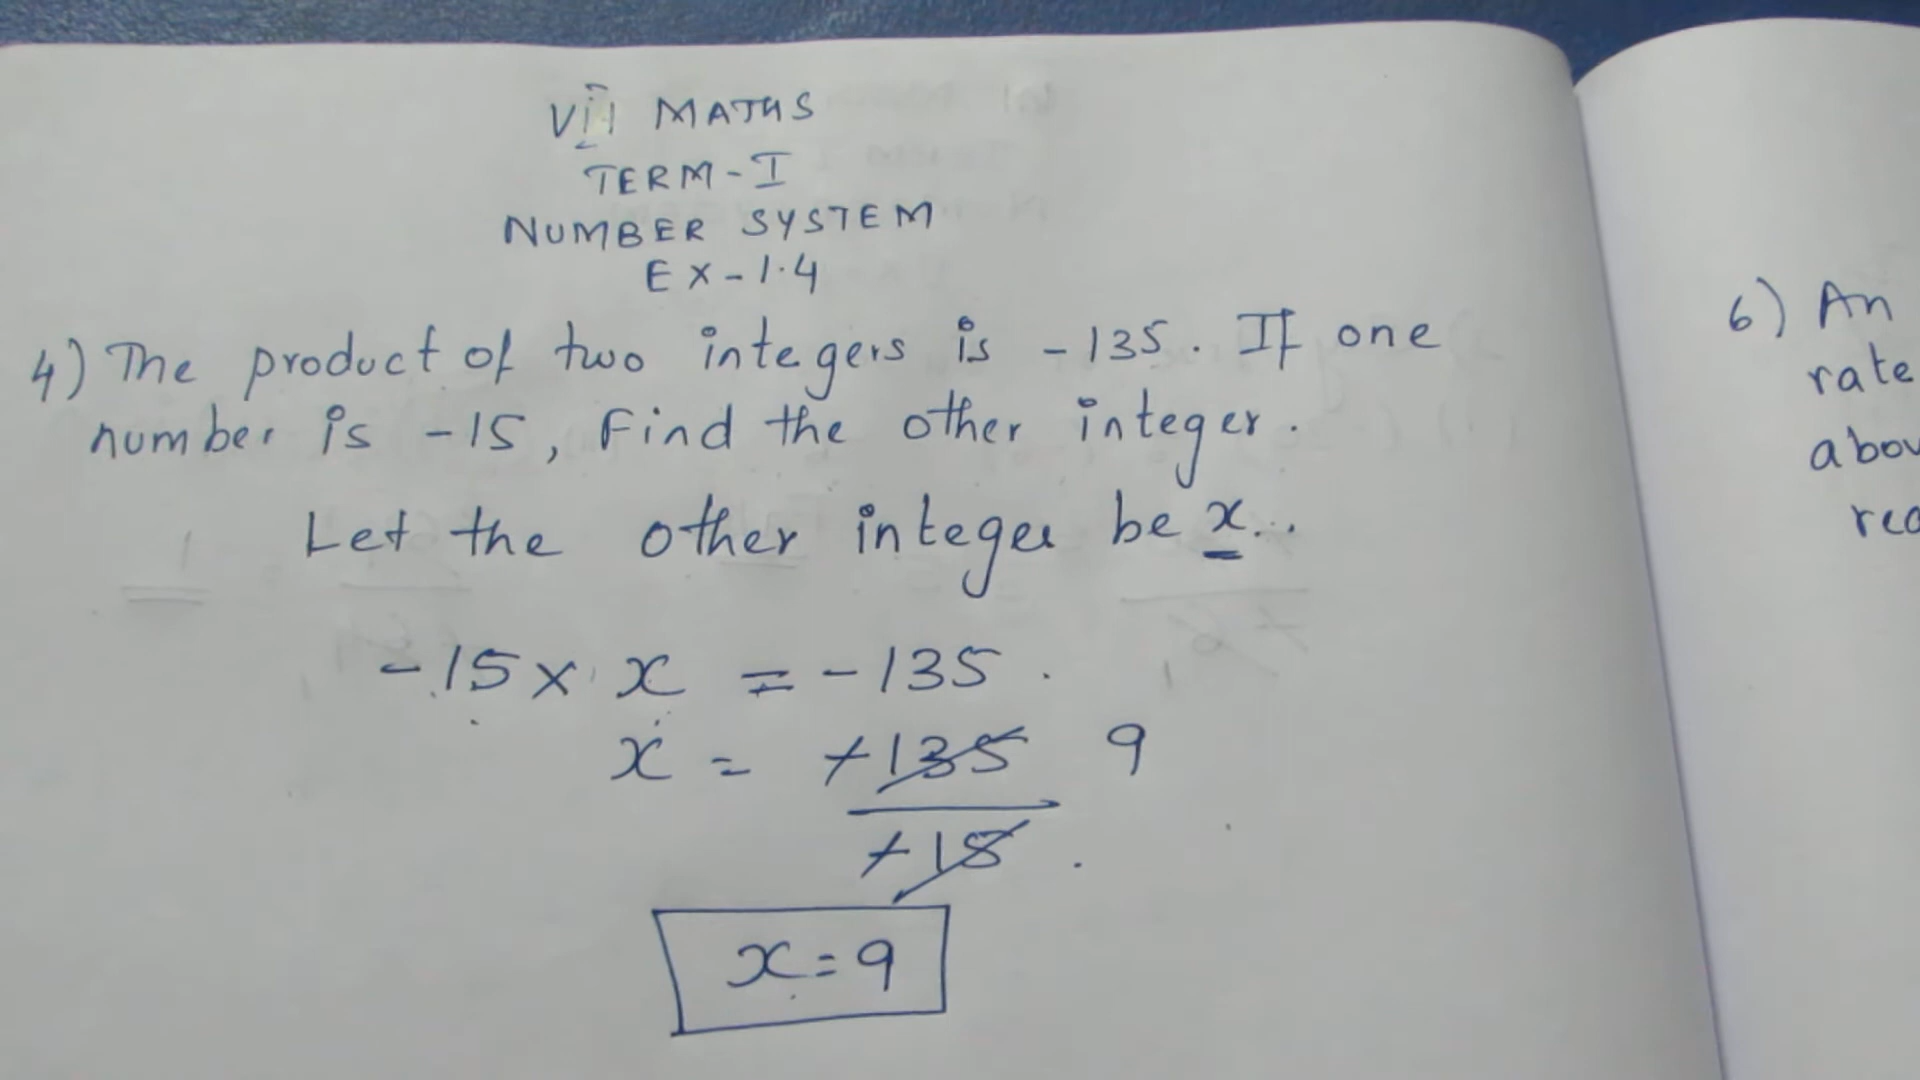 VII MATHS
TERM-I
NUMBER SYSTEM
EX-1.4
4) The product of two integers is -135. If one
number is -15, Find the other integer.
Let the other integer be x.
-15 x x = -135.
x = +135 9
+15
x=9
6) An
rate
abov
rea